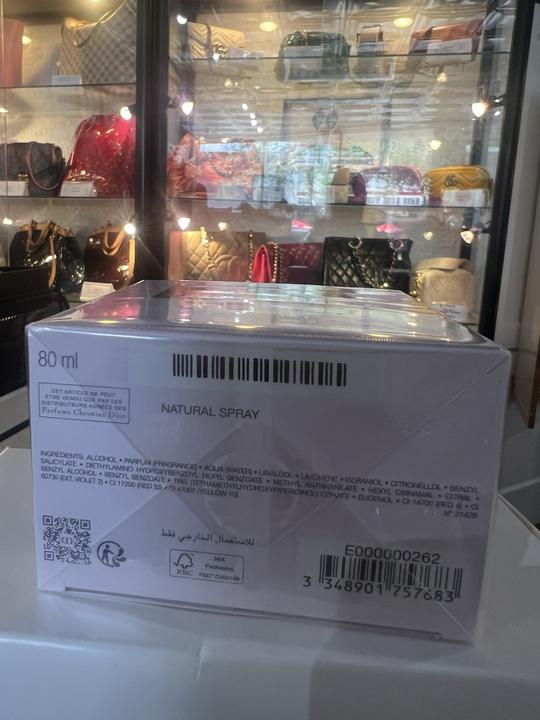 80 ml
CET ARTICLE NE PEUT
ÊTRE VENDU QUE PAR LES
DISTRIBUTEURS AGRÉÉS DES
Parfums Christian Dior
NATURAL SPRAY
INGREDIENTS: ALCOHOL • PARFUM (FRAGRANCE) • AQUA (WATER) • LINALOOL • LIMONENE • GERANIOL • CITRONELLOL • BENZYL
SALICYLATE • DIETHYLAMINO HYDROXYBENZOYL HEXYL BENZOATE • METHYL ANTHRANILATE • HEXYL CINNAMAL • CITRAL •
BENZYL ALCOHOL • BENZYL BENZOATE • TRIS (TETRAMETHYLHYDROXYPIPERIDINOL) CITRATE • EUGENOL • CI 14700 (RED 4) • CI
60730 (EXT. VIOLET 2) • CI 17200 (RED 33) • CI 47005 (YELLOW 10).
N° 21429
للاستعمال الخارجي فقط
FSC
MIX
Packaging
E000000262
3 348901 757683